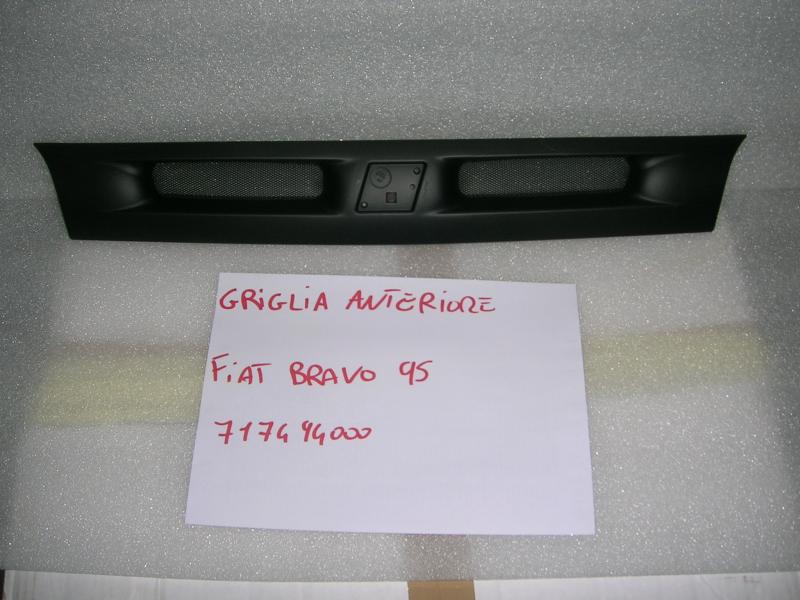 GRIGLIA ANTERIORE
FIAT BRAVO 95
717494000